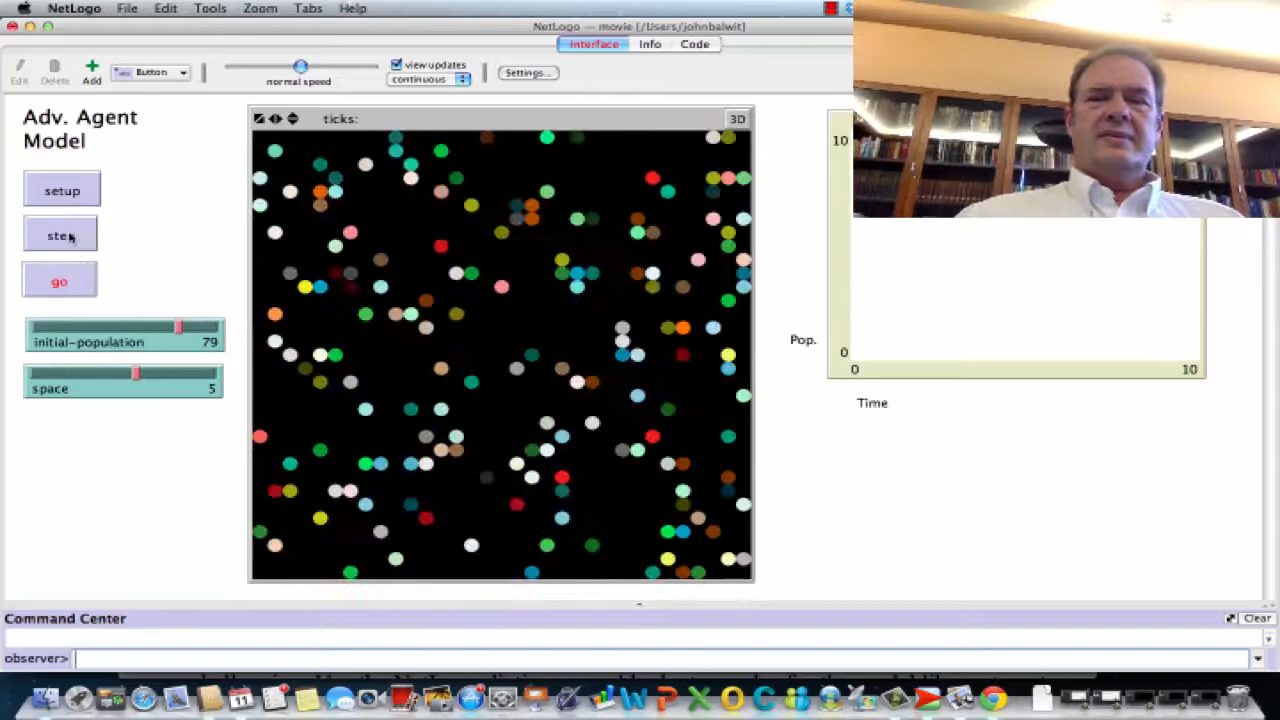 NetLogo File Edit Tools Zoom Tabs Help
NetLogo — movie [/Users/johnbalwit]
Interface Info Code
Edit Delete Add Button normal speed view updates continuous Settings...
Adv. Agent
Model
setup
step
go
initial-population 79
space 5
ticks: 3D
10
Pop.
0
0 10
Time
Command Center Clear
observer>